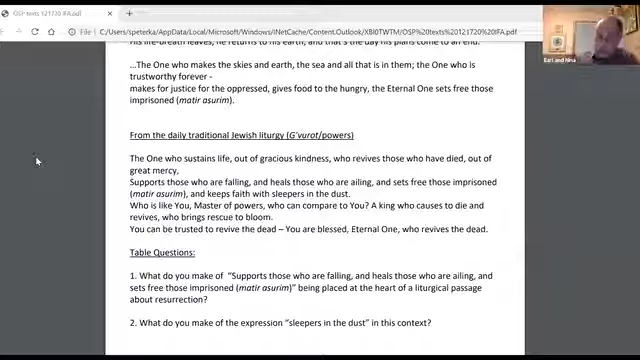 OSP texts 121720 IFA.pdf
C:/Users/speterka/AppData/Local/Microsoft/Windows/INetCache/Content.Outlook/XBI0TWTM/OSP%20texts%20121720%20IFA.pdf
His life-breath leaves, he returns to his earth, and that's the day his plans come to an end.
…The One who makes the skies and earth, the sea and all that is in them; the One who is
trustworthy forever -
makes for justice for the oppressed, gives food to the hungry, the Eternal One sets free those
imprisoned (matir asurim).
From the daily traditional Jewish liturgy (G'vurot/powers)
The One who sustains life, out of gracious kindness, who revives those who have died, out of
great mercy,
Supports those who are falling, and heals those who are ailing, and sets free those imprisoned
(matir asurim), and keeps faith with sleepers in the dust.
Who is like You, Master of powers, who can compare to You? A king who causes to die and
revives, who brings rescue to bloom.
You can be trusted to revive the dead – You are blessed, Eternal One, who revives the dead.
Table Questions:
1. What do you make of "Supports those who are falling, and heals those who are ailing, and
sets free those imprisoned (matir asurim)" being placed at the heart of a liturgical passage
about resurrection?
2. What do you make of the expression "sleepers in the dust" in this context?
Earl and Nina